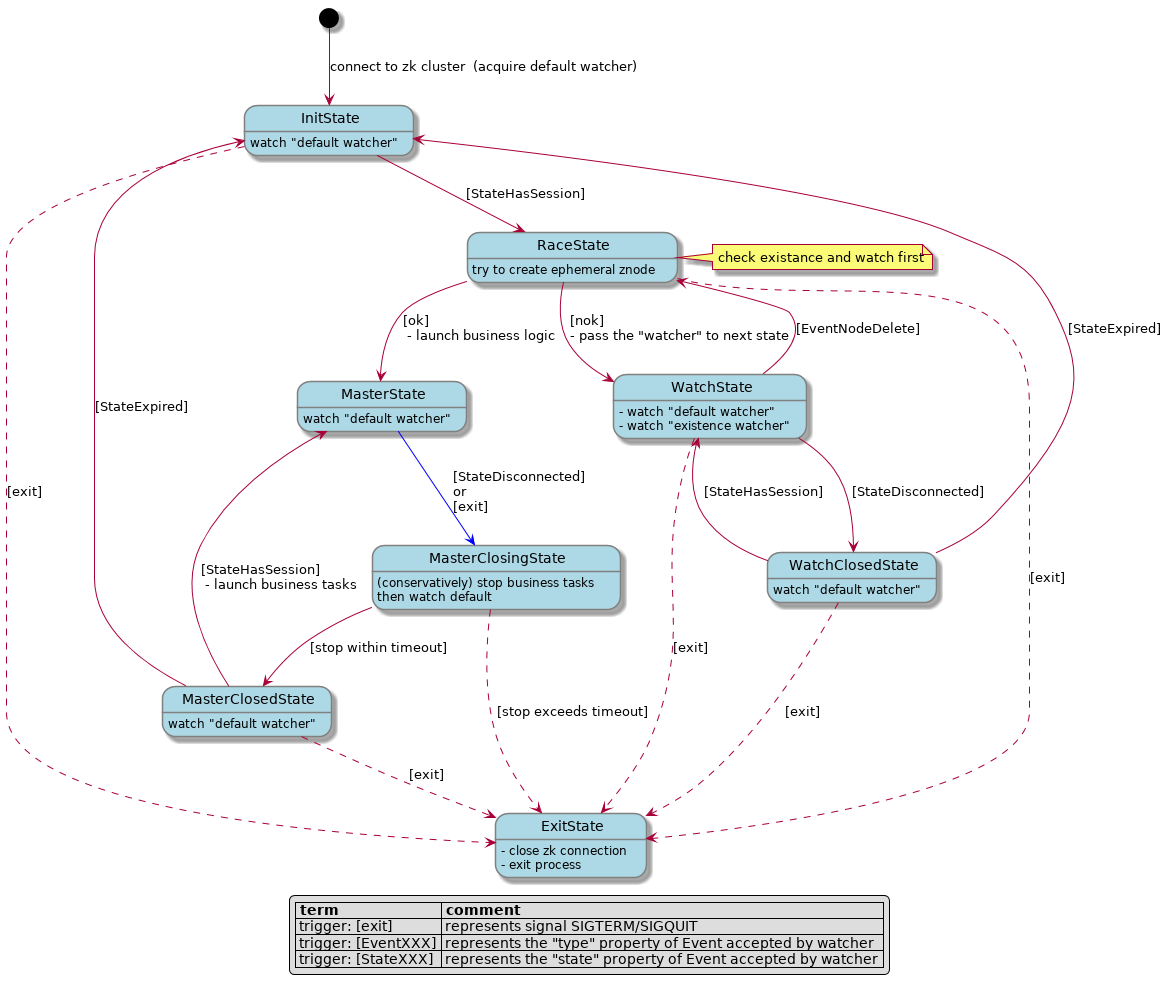 connect to zk cluster  (acquire default watcher)
InitState
watch "default watcher"
[StateHasSession]
RaceState
try to create ephemeral znode
check existance and watch first
[ok]
- launch business logic
[nok]
- pass the "watcher" to next state
[EventNodeDelete]
[StateExpired]
MasterState
watch "default watcher"
WatchState
- watch "default watcher"
- watch "existence watcher"
[StateExpired]
[exit]
[StateDisconnected]
or
[exit]
[StateHasSession]
[StateDisconnected]
MasterClosingState
(conservatively) stop business tasks
then watch default
WatchClosedState
watch "default watcher"
[StateHasSession]
- launch business tasks
[exit]
[stop within timeout]
[exit]
MasterClosedState
watch "default watcher"
[stop exceeds timeout]
[exit]
[exit]
ExitState
- close zk connection
- exit process
term comment
trigger: [exit] represents signal SIGTERM/SIGQUIT
trigger: [EventXXX] represents the "type" property of Event accepted by watcher
trigger: [StateXXX] represents the "state" property of Event accepted by watcher